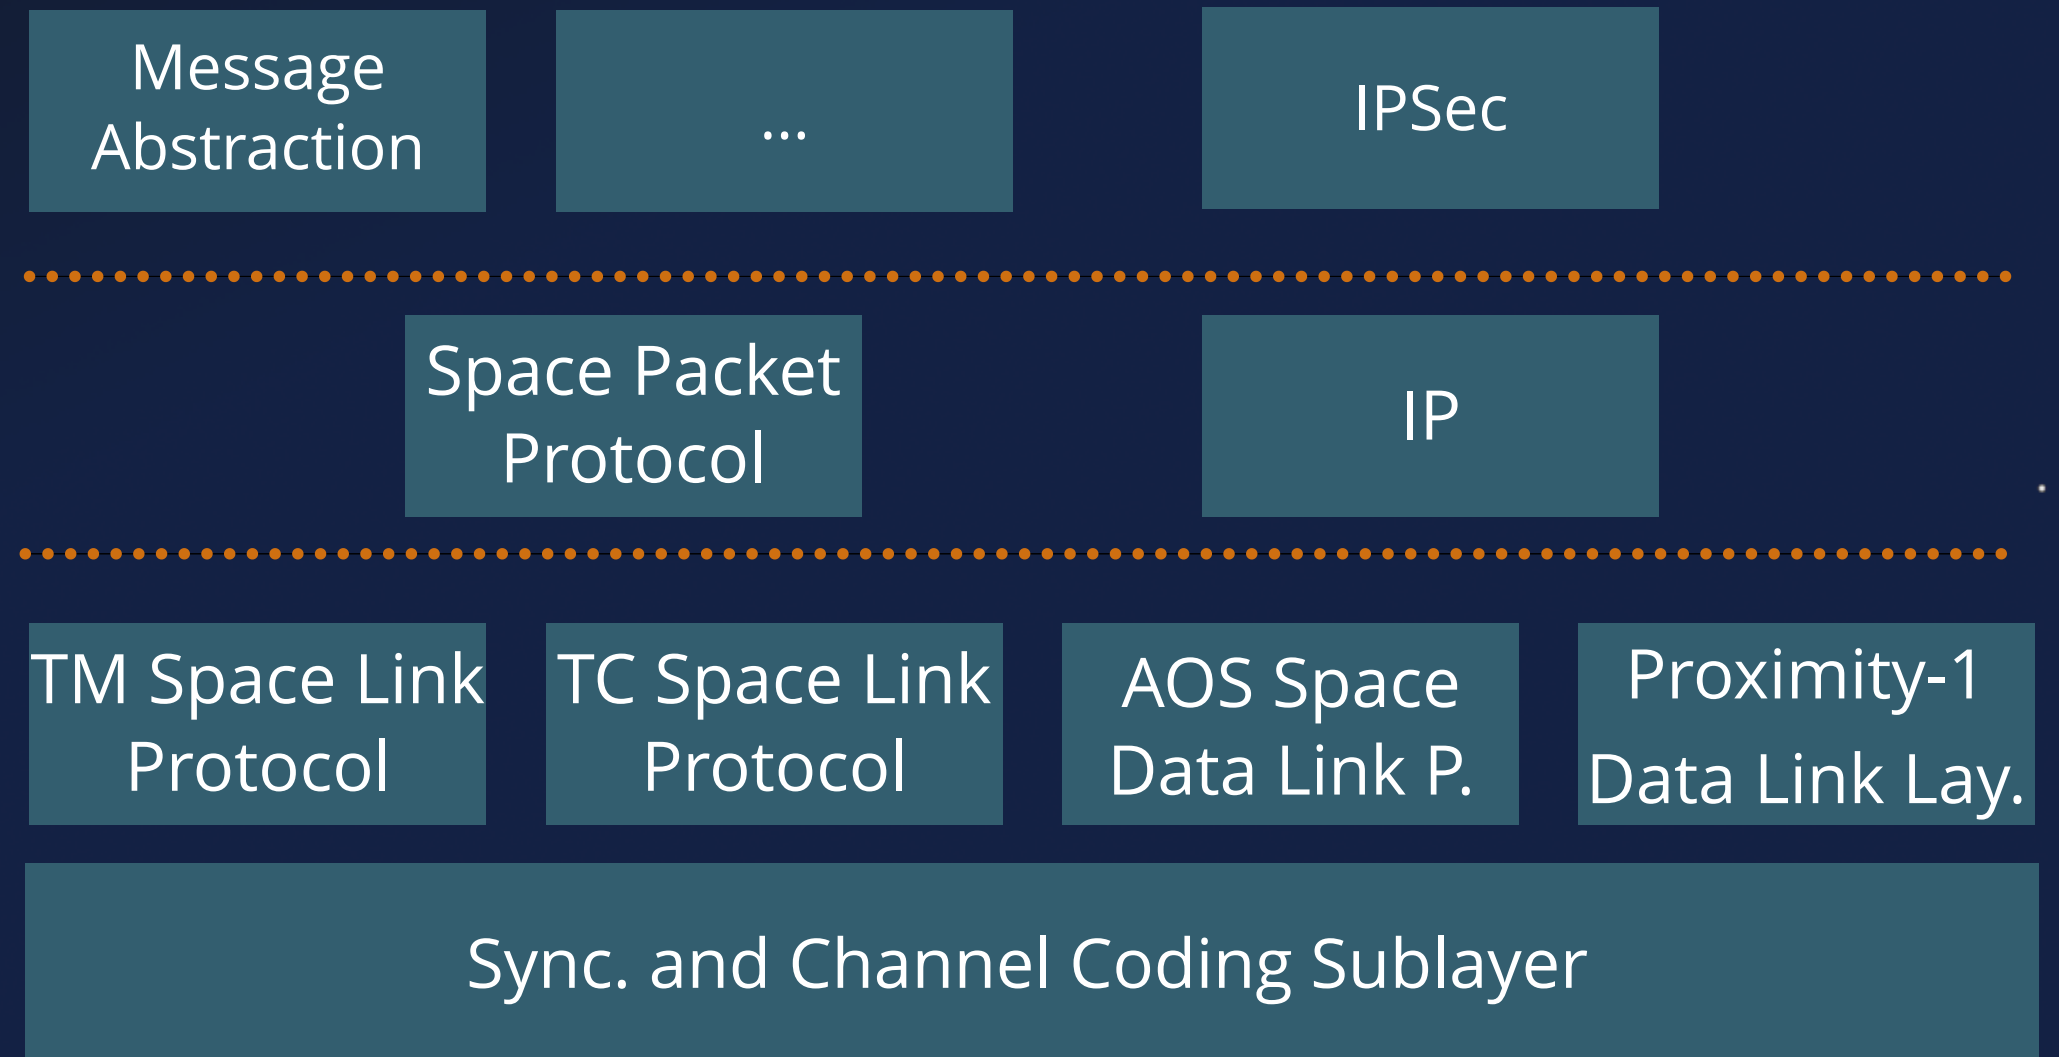 Message
Abstraction
...
IPSec
Space Packet
Protocol
IP
TM Space Link
Protocol
TC Space Link
Protocol
AOS Space
Data Link P.
Proximity-1
Data Link Lay.
Sync. and Channel Coding Sublayer